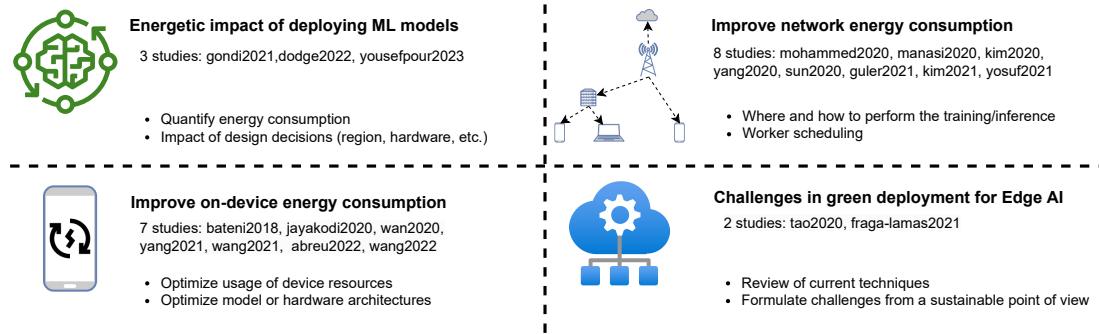 Energetic impact of deploying ML models
3 studies: gondi2021,dodge2022, yousefpour2023
• Quantify energy consumption
• Impact of design decisions (region, hardware, etc.)
Improve network energy consumption
8 studies: mohammed2020, manasi2020, kim2020,
yang2020, sun2020, guler2021, kim2021, yosuf2021
• Where and how to perform the training/inference
• Worker scheduling
Improve on-device energy consumption
7 studies: bateni2018, jayakodi2020, wan2020,
yang2021, wang2021, abreu2022, wang2022
• Optimize usage of device resources
• Optimize model or hardware architectures
Challenges in green deployment for Edge AI
2 studies: tao2020, fraga-lamas2021
• Review of current techniques
• Formulate challenges from a sustainable point of view